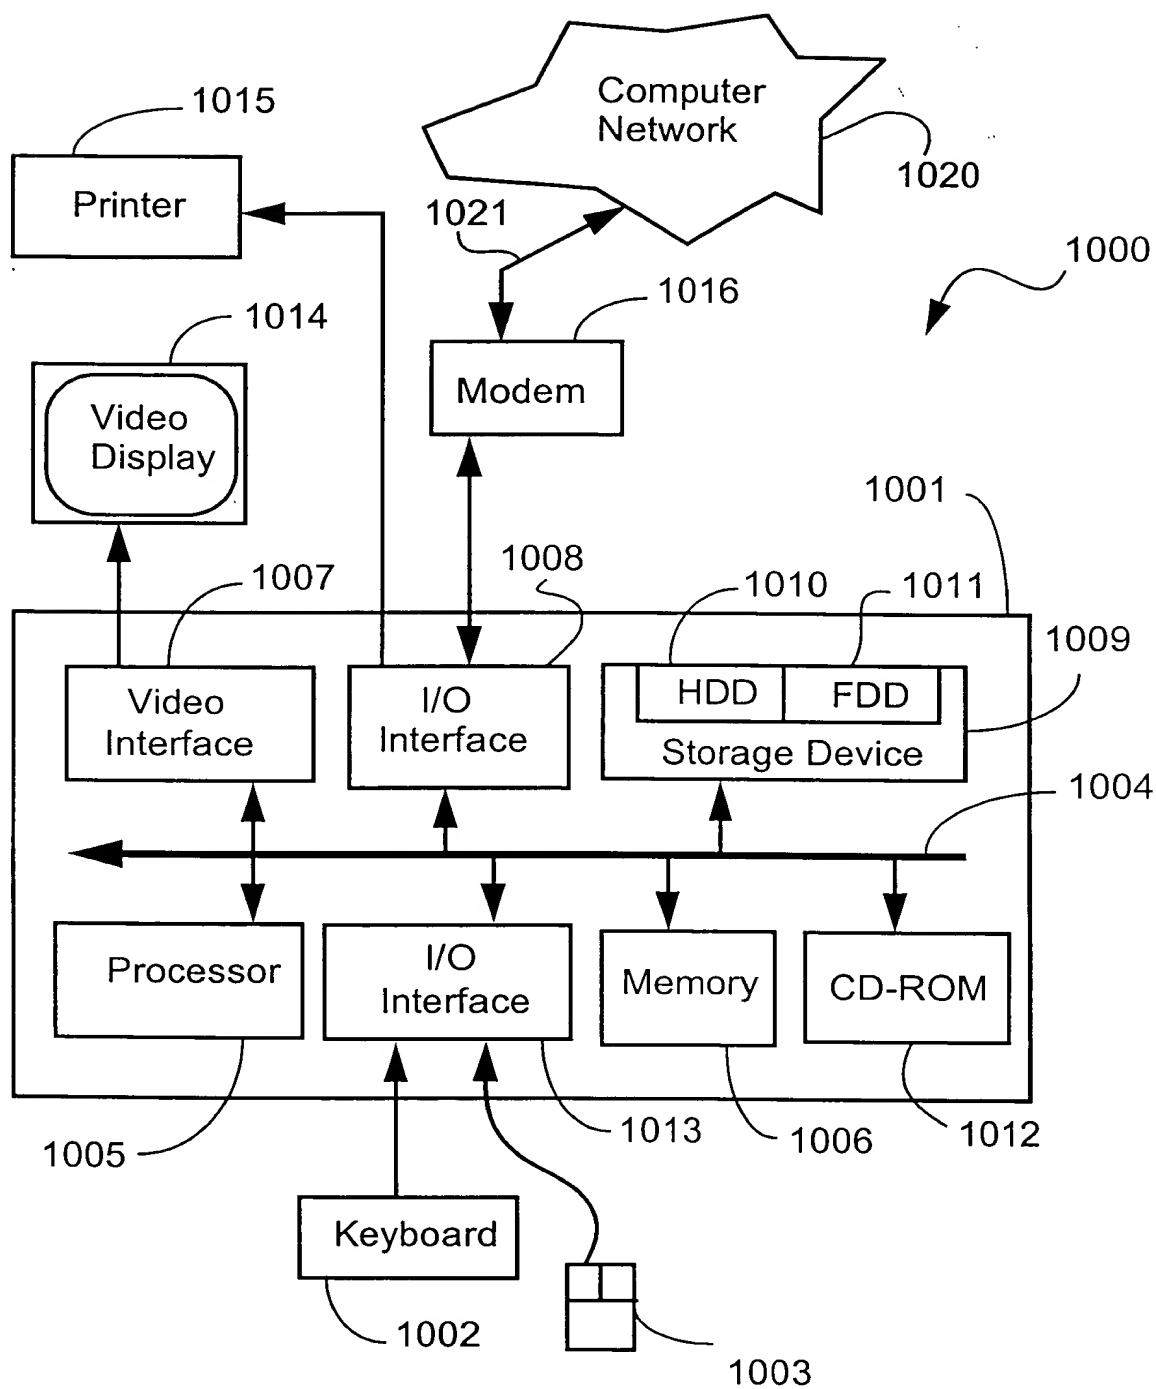 1015
Computer
Network
1020
Printer
1021
1000
1016
1014
Modem
Video
Display
1001
1008
1007
1010
1011
1009
HDD
FDD
Video
Interface
I/O
Interface
Storage Device
1004
Processor
I/O
Interface
Memory
CD-ROM
1005
1013
1006
1012
Keyboard
1002
1003